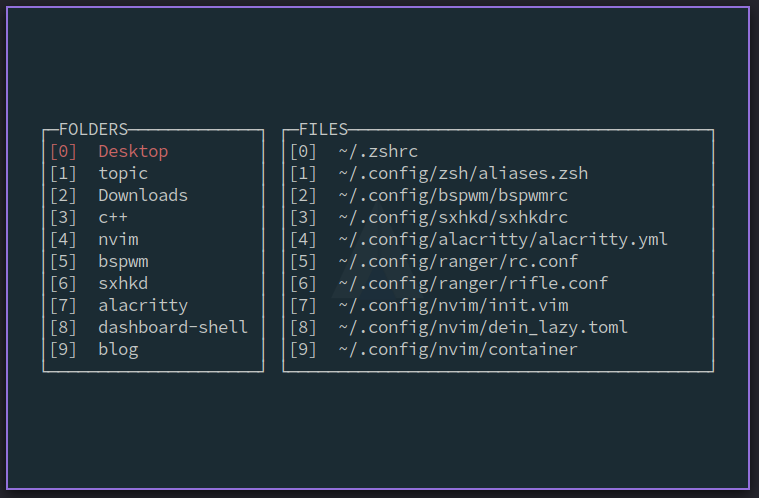 FOLDERS
[0] Desktop
[1] topic
[2] Downloads
[3] c++
[4] nvim
[5] bspwm
[6] sxhkd
[7] alacritty
[8] dashboard-shell
[9] blog
FILES
[0] ~/.zshrc
[1] ~/.config/zsh/aliases.zsh
[2] ~/.config/bspwm/bspwmrc
[3] ~/.config/sxhkd/sxhkdrc
[4] ~/.config/alacritty/alacritty.yml
[5] ~/.config/ranger/rc.conf
[6] ~/.config/ranger/rifle.conf
[7] ~/.config/nvim/init.vim
[8] ~/.config/nvim/dein_lazy.toml
[9] ~/.config/nvim/container